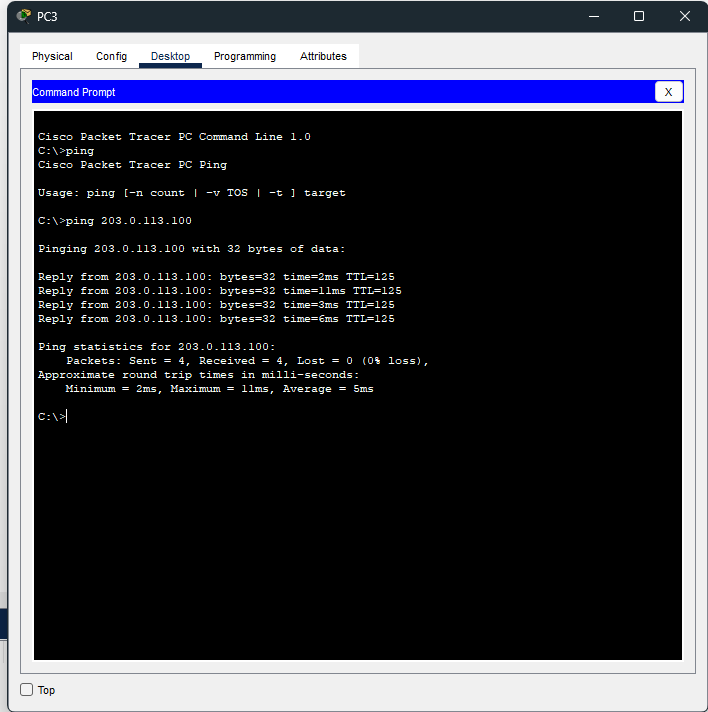 PC3
Physical Config Desktop Programming Attributes
Command Prompt X
Cisco Packet Tracer PC Command Line 1.0
C:\>ping
Cisco Packet Tracer PC Ping
Usage: ping [-n count | -v TOS | -t ] target
C:\>ping 203.0.113.100
Pinging 203.0.113.100 with 32 bytes of data:
Reply from 203.0.113.100: bytes=32 time=2ms TTL=125
Reply from 203.0.113.100: bytes=32 time=11ms TTL=125
Reply from 203.0.113.100: bytes=32 time=3ms TTL=125
Reply from 203.0.113.100: bytes=32 time=6ms TTL=125
Ping statistics for 203.0.113.100:
Packets: Sent = 4, Received = 4, Lost = 0 (0% loss),
Approximate round trip times in milli-seconds:
Minimum = 2ms, Maximum = 11ms, Average = 5ms
C:\>
Top